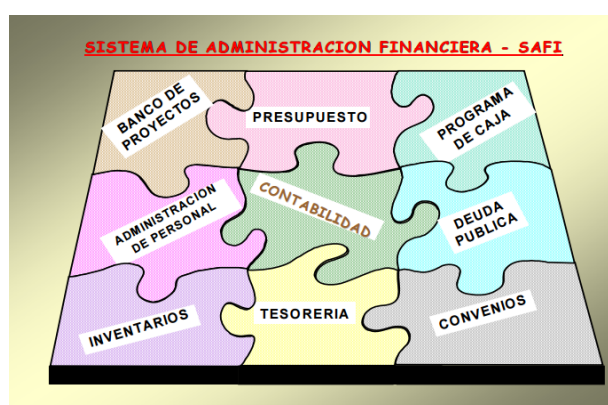 SISTEMA DE ADMINISTRACION FINANCIERA - SAFI
BANCO DE
PROYECTOS
PRESUPUESTO
PROGRAMA
DE CAJA
ADMINISTRACION
DE PERSONAL
CONTABILIDAD
DEUDA
PUBLICA
INVENTARIOS
TESORERIA
CONVENIOS